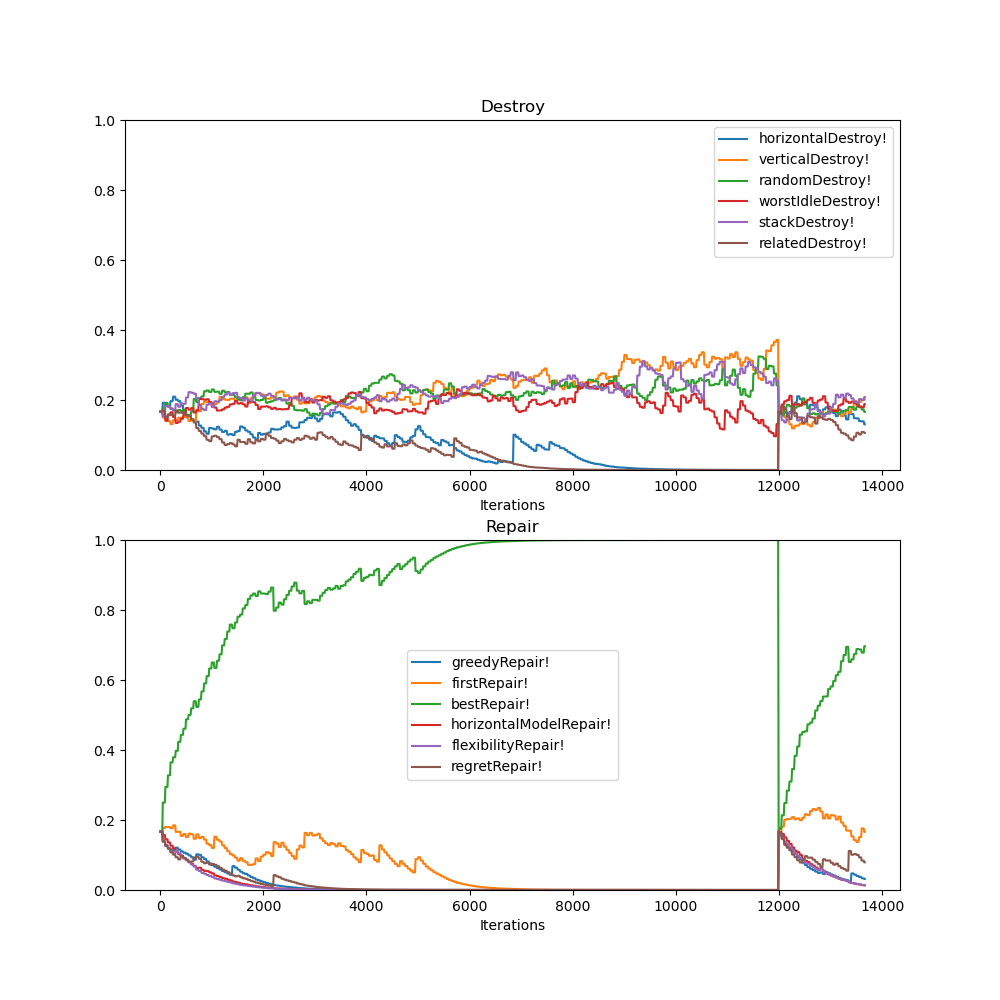 Destroy
1.0
0.8
0.6
0.4
0.2
0.0
horizontalDestroy!
verticalDestroy!
randomDestroy!
worstIdleDestroy!
stackDestroy!
relatedDestroy!
0 2000 4000 6000 8000 10000 12000 14000
Iterations
Repair
1.0
0.8
0.6
0.4
0.2
0.0
greedyRepair!
firstRepair!
bestRepair!
horizontalModelRepair!
flexibilityRepair!
regretRepair!
0 2000 4000 6000 8000 10000 12000 14000
Iterations